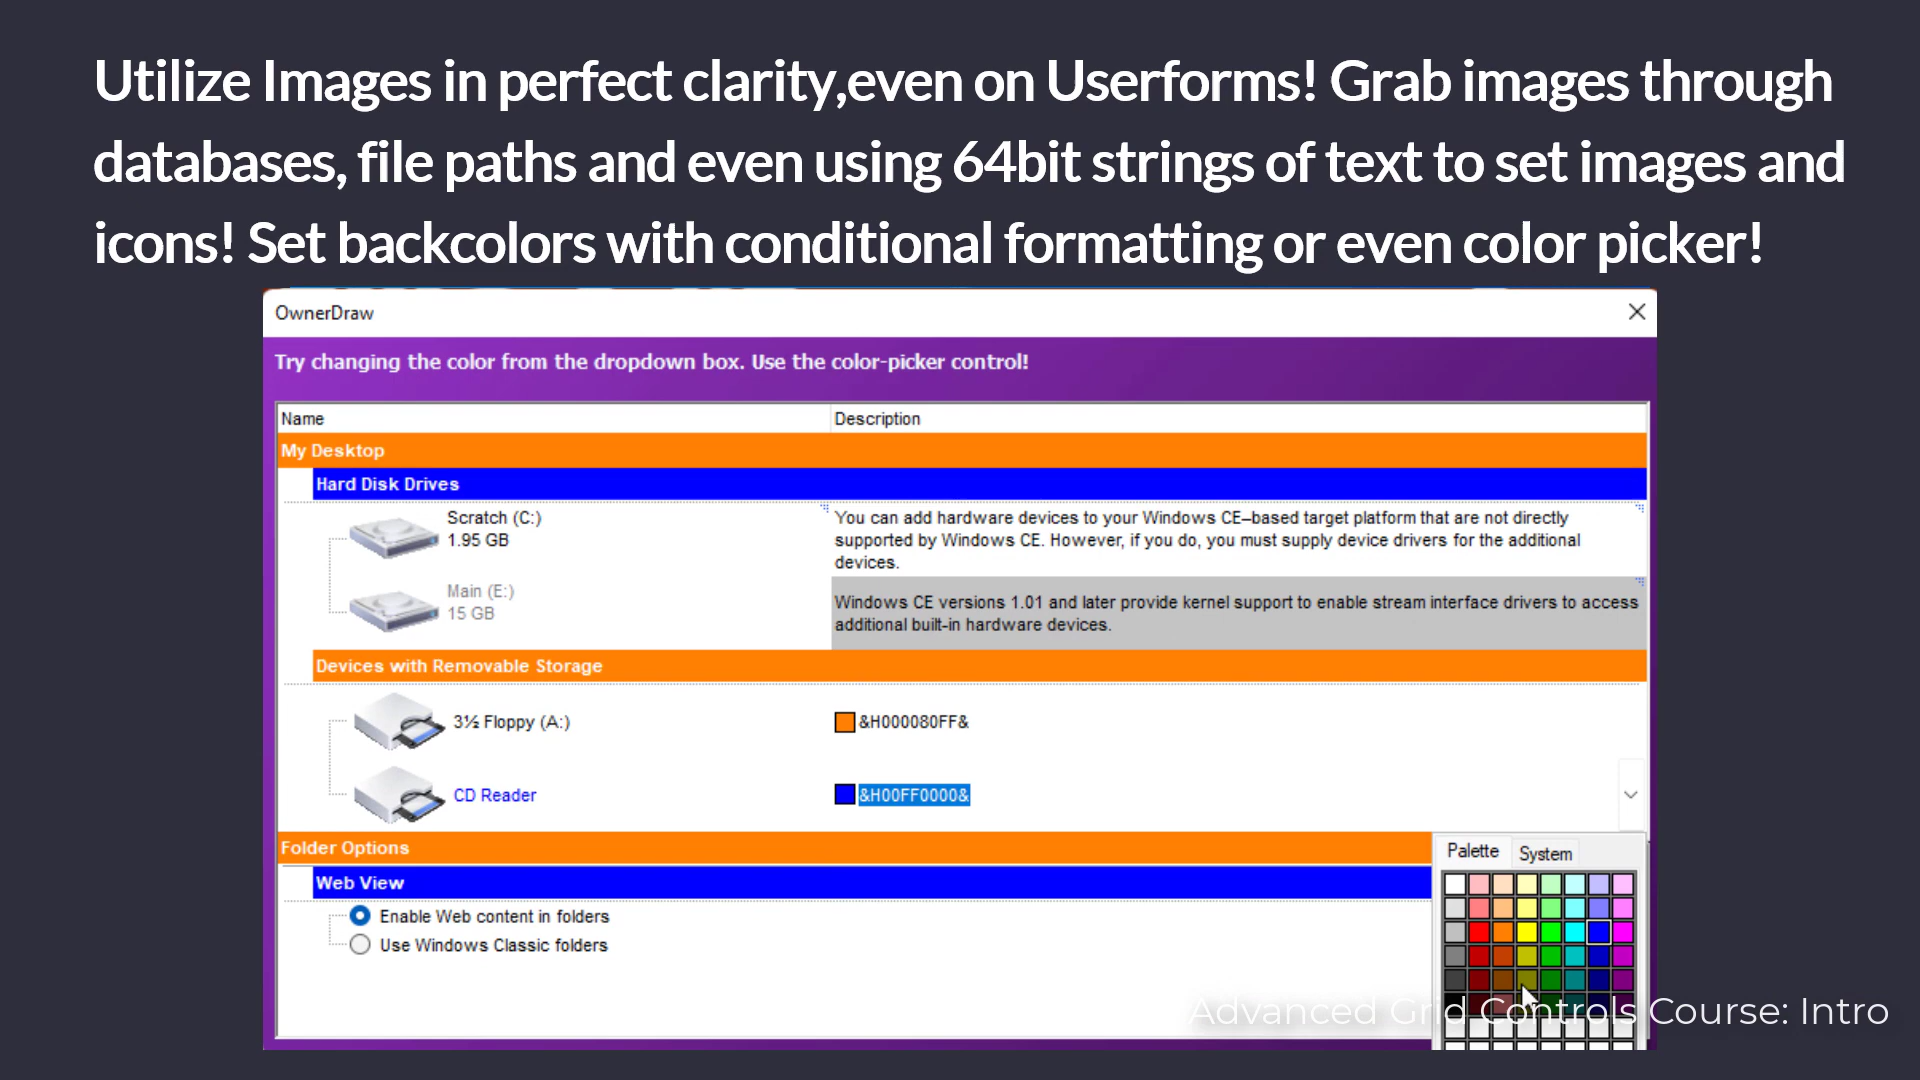 Utilize Images in perfect clarity,even on Userforms! Grab images through
databases, file paths and even using 64bit strings of text to set images and
icons! Set backcolors with conditional formatting or even color picker!
OwnerDraw
Try changing the color from the dropdown box. Use the color-picker control!
Name Description
My Desktop
Hard Disk Drives
Scratch (C:)
1.95 GB
You can add hardware devices to your Windows CE–based target platform that are not directly
supported by Windows CE. However, if you do, you must supply device drivers for the additional
devices.
Main (E:)
15 GB
Windows CE versions 1.01 and later provide kernel support to enable stream interface drivers to access
additional built-in hardware devices.
Devices with Removable Storage
3½ Floppy (A:) &H000080FF&
CD Reader &H00FF0000&
Folder Options
Palette System
Web View
Enable Web content in folders
Use Windows Classic folders
Advanced Grid Controls Course: Intro